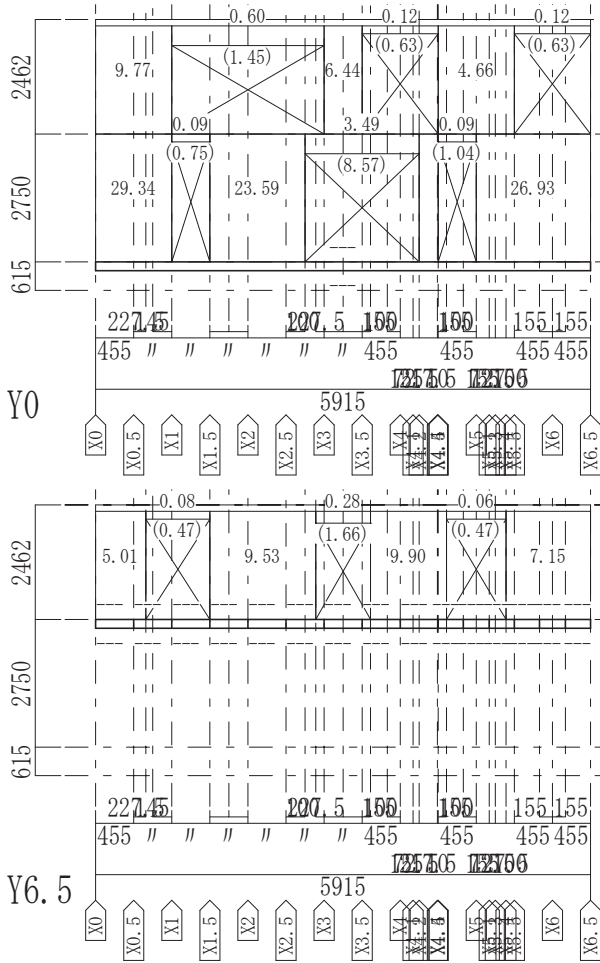 0.60 0.12 0.12
(1.45) (0.63) (0.63)
2462 9.77 6.44 4.66
0.09 3.49 0.09
(0.75) (8.57) (1.04)
2750 29.34 23.59 26.93
615
455 〃 〃 〃 〃 〃 〃 455 455 455 455
5915
Y0
X0 X0.5 X1 X1.5 X2 X2.5 X3 X3.5 X4 X5 X6 X6.5
0.08 0.28 0.06
(0.47) (1.66) (0.47)
2462 5.01 9.53 9.90 7.15
2750
615
455 〃 〃 〃 〃 〃 〃 455 455 455 455
5915
Y6.5
X0 X0.5 X1 X1.5 X2 X2.5 X3 X3.5 X4 X5 X6 X6.5